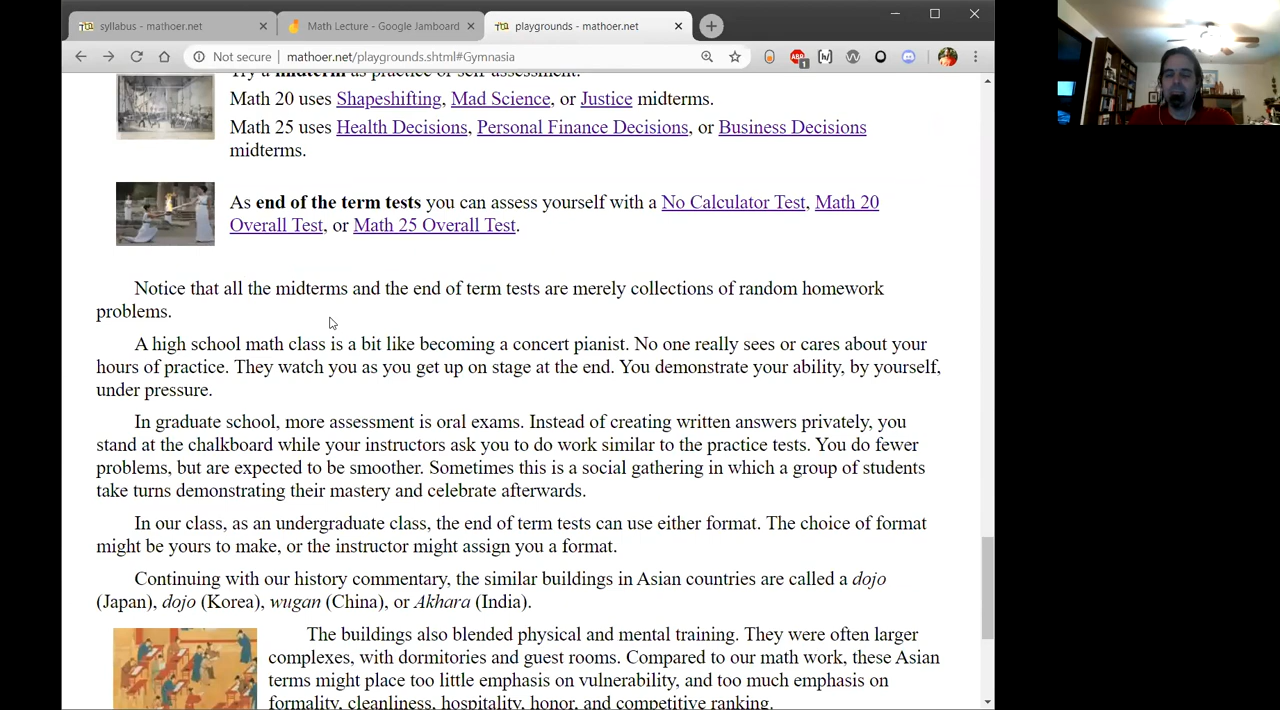 syllabus - mathoer.net
Math Lecture - Google Jamboard
playgrounds - mathoer.net
Not secure
mathoer.net/playgrounds.shtml#Gymnasia
Try a midterm as practice or self assessment.
Math 20 uses Shapeshifting, Mad Science, or Justice midterms.
Math 25 uses Health Decisions, Personal Finance Decisions, or Business Decisions
midterms.
As end of the term tests you can assess yourself with a No Calculator Test, Math 20
Overall Test, or Math 25 Overall Test.
Notice that all the midterms and the end of term tests are merely collections of random homework
problems.
A high school math class is a bit like becoming a concert pianist. No one really sees or cares about your
hours of practice. They watch you as you get up on stage at the end. You demonstrate your ability, by yourself,
under pressure.
In graduate school, more assessment is oral exams. Instead of creating written answers privately, you
stand at the chalkboard while your instructors ask you to do work similar to the practice tests. You do fewer
problems, but are expected to be smoother. Sometimes this is a social gathering in which a group of students
take turns demonstrating their mastery and celebrate afterwards.
In our class, as an undergraduate class, the end of term tests can use either format. The choice of format
might be yours to make, or the instructor might assign you a format.
Continuing with our history commentary, the similar buildings in Asian countries are called a dojo
(Japan), dojo (Korea), wugan (China), or Akhara (India).
The buildings also blended physical and mental training. They were often larger
complexes, with dormitories and guest rooms. Compared to our math work, these Asian
terms might place too little emphasis on vulnerability, and too much emphasis on
formality, cleanliness, hospitality, honor, and competitive ranking.